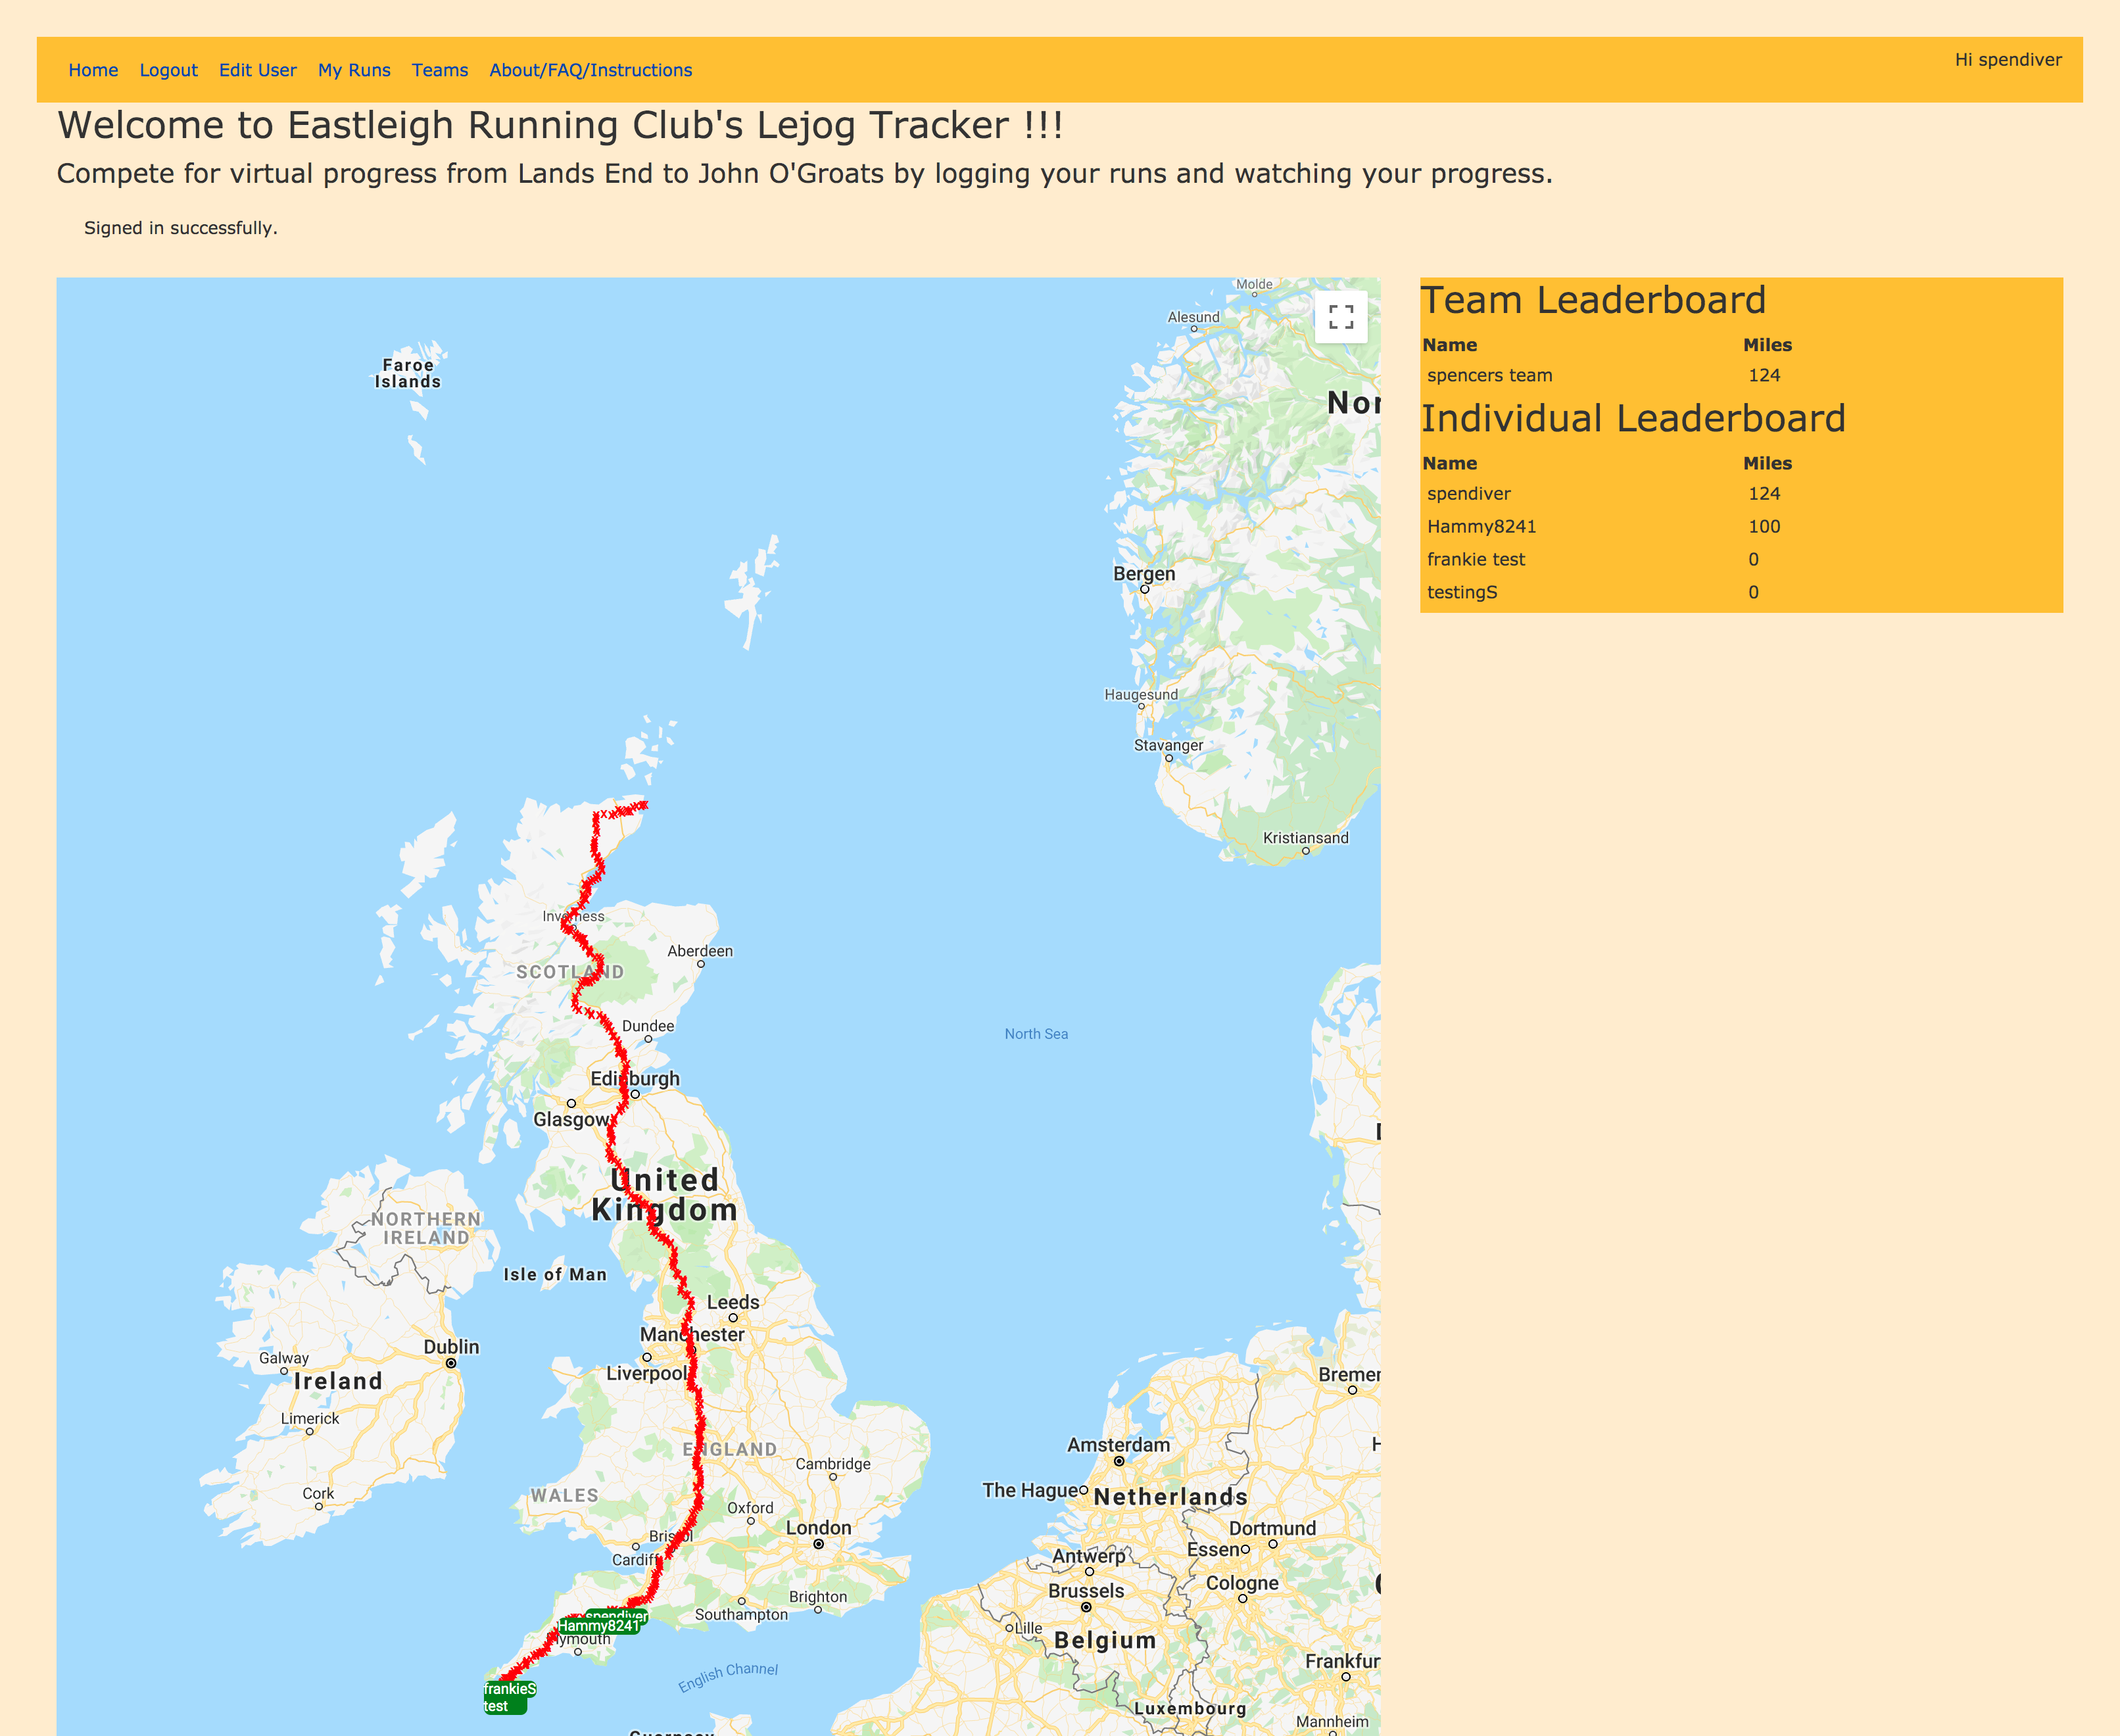 Home Logout Edit User My Runs Teams About/FAQ/Instructions
Hi spendiver
Welcome to Eastleigh Running Club's Lejog Tracker !!!
Compete for virtual progress from Lands End to John O'Groats by logging your runs and watching your progress.
Signed in successfully.
Team Leaderboard
Name Miles
spencers team 124
Individual Leaderboard
Name Miles
spendiver 124
Hammy8241 100
frankie test 0
testingS 0
Molde
Alesund
Faroe
Islands
Nor
Bergen
Haugesund
Stavanger
Kristiansand
Inverness
Aberdeen
SCOTLAND
Dundee
North Sea
Edinburgh
Glasgow
United
Kingdom
NORTHERN
IRELAND
Isle of Man
Leeds
Manchester
Dublin
Galway
Liverpool
Ireland
Bremer
Limerick
ENGLAND
Amsterdam
Cambridge
The Hague
Netherlands
Cork
WALES
Oxford
London
Dortmund
Bristol
Essen
Cardiff
Antwerp
Brussels
Cologne
Brighton
Southampton
spendiver
Hammy8241
Lille
Belgium
ymouth
Frankfur
English Channel
frankieS
test
Luxembourg
Mannheim